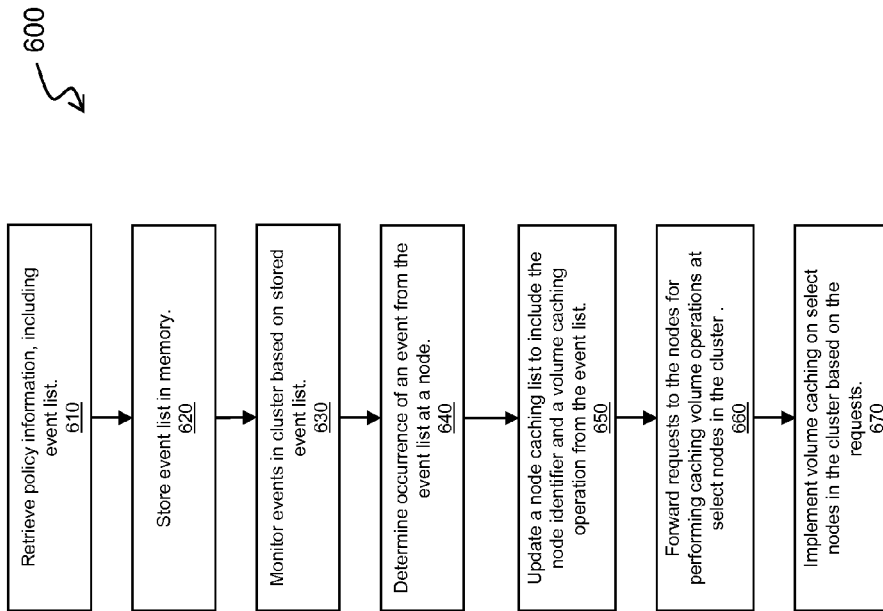 600
Retrieve policy information, including
event list.
610
Store event list in memory.
620
Monitor events in cluster based on stored
event list.
630
Determine occurrence of an event from the
event list at a node.
640
Update a node caching list to include the
node identifier and a volume caching
operation from the event list.
650
Forward requests to the nodes for
performing caching volume operations at
select nodes in the cluster .
660
Implement volume caching on select
nodes in the cluster based on the
requests.
670